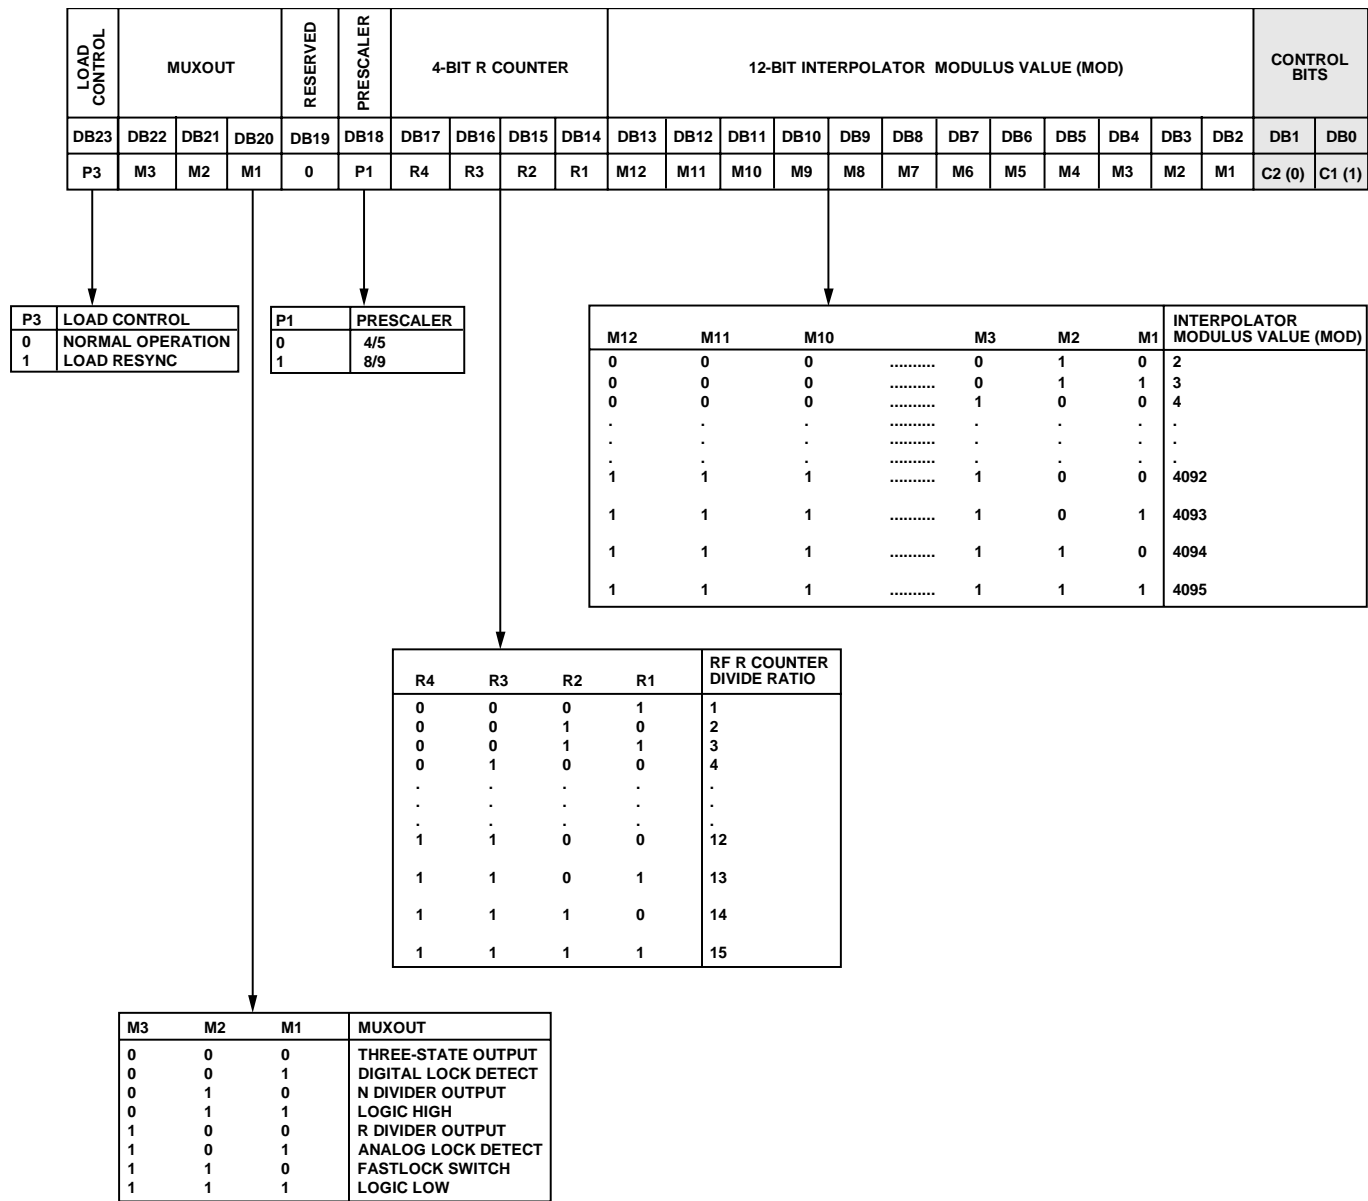 LOAD CONTROL MUXOUT RESERVED PRESCALER 4-BIT R COUNTER 12-BIT INTERPOLATOR MODULUS VALUE (MOD) CONTROL BITS
DB23 DB22 DB21 DB20 DB19 DB18 DB17 DB16 DB15 DB14 DB13 DB12 DB11 DB10 DB9 DB8 DB7 DB6 DB5 DB4 DB3 DB2 DB1 DB0
P3 M3 M2 M1 0 P1 R4 R3 R2 R1 M12 M11 M10 M9 M8 M7 M6 M5 M4 M3 M2 M1 C2 (0) C1 (1)
P3 LOAD CONTROL
0 NORMAL OPERATION
1 LOAD RESYNC
P1 PRESCALER
0 4/5
1 8/9
M12 M11 M10 M3 M2 M1 INTERPOLATOR MODULUS VALUE (MOD)
0 0 0 .......... 0 1 0 2
0 0 0 .......... 0 1 1 3
0 0 0 .......... 1 0 0 4
. . . .......... . . . .
. . . .......... . . . .
. . . .......... . . . .
1 1 1 .......... 1 0 0 4092
1 1 1 .......... 1 0 1 4093
1 1 1 .......... 1 1 0 4094
1 1 1 .......... 1 1 1 4095
R4 R3 R2 R1 RF R COUNTER DIVIDE RATIO
0 0 0 1 1
0 0 1 0 2
0 0 1 1 3
0 1 0 0 4
. . . . .
. . . . .
. . . . .
1 1 0 0 12
1 1 0 1 13
1 1 1 0 14
1 1 1 1 15
M3 M2 M1 MUXOUT
0 0 0 THREE-STATE OUTPUT
0 0 1 DIGITAL LOCK DETECT
0 1 0 N DIVIDER OUTPUT
0 1 1 LOGIC HIGH
1 0 0 R DIVIDER OUTPUT
1 0 1 ANALOG LOCK DETECT
1 1 0 FASTLOCK SWITCH
1 1 1 LOGIC LOW